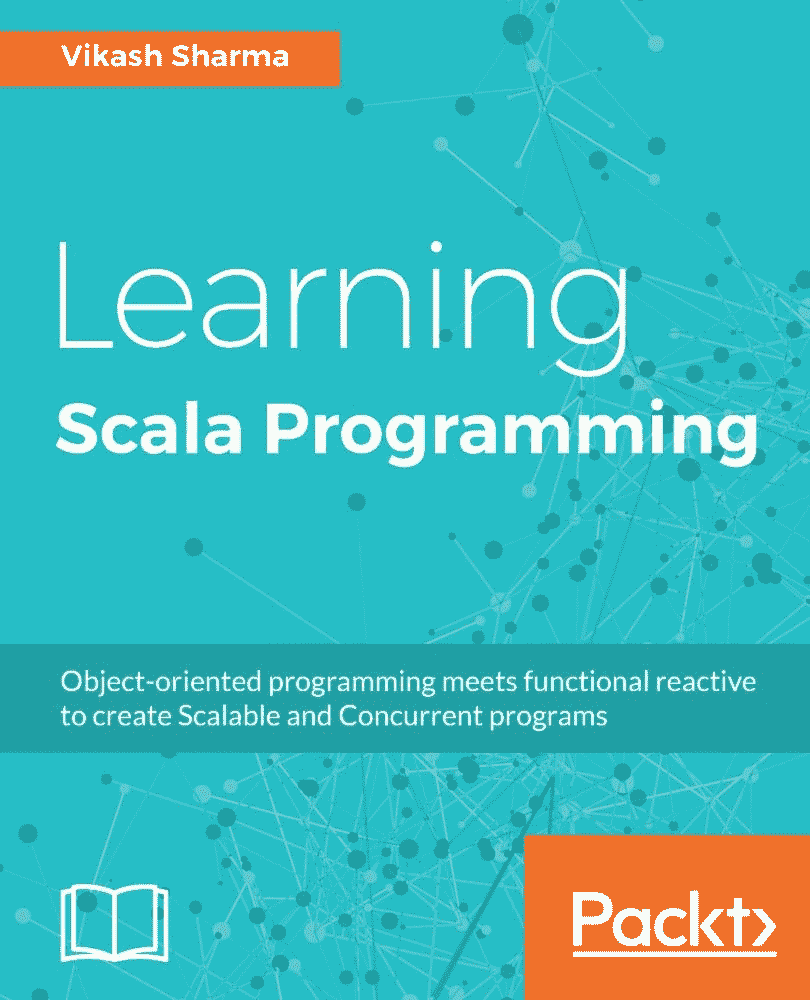 Vikash Sharma
Learning
Scala Programming
Object-oriented programming meets functional reactive
to create Scalable and Concurrent programs
Packt>